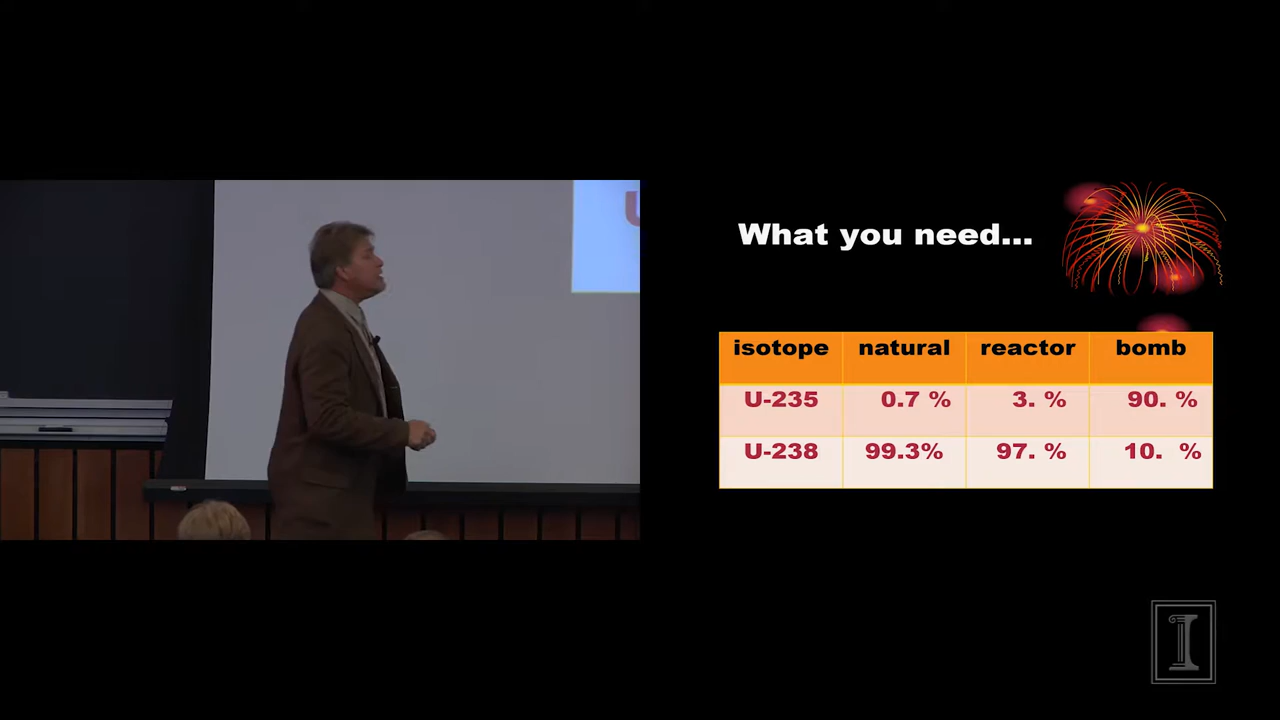 What you need...
isotope natural reactor bomb
U-235 0.7 % 3. % 90. %
U-238 99.3% 97. % 10. %